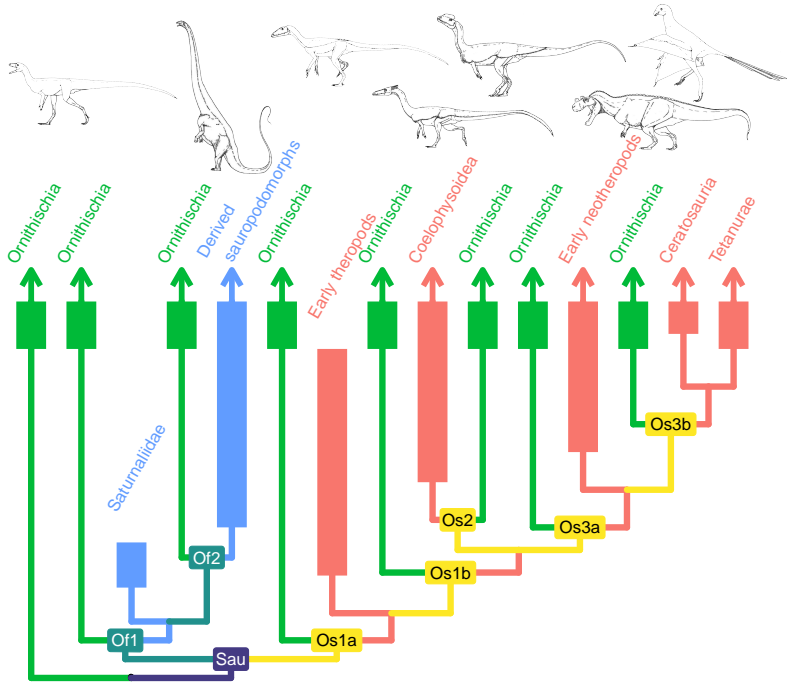 Ornithischia
Ornithischia
Ornithischia
Derived
sauropodomorphs
Ornithischia
Early theropods
Ornithischia
Coelophysoidea
Ornithischia
Ornithischia
Early neotheropods
Ornithischia
Ceratosauria
Tetanurae
Saturnaliidae
Os3b
Os2
Os3a
Of2
Os1b
Of1
Os1a
Sau